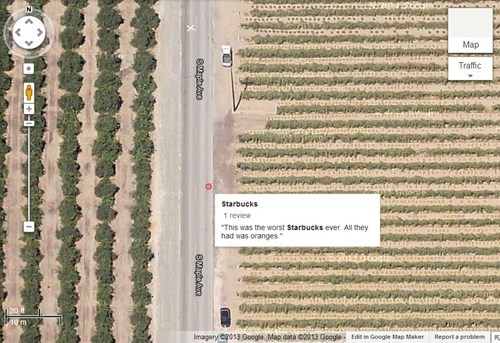 N
S Maple Ave
Map
Traffic
Starbucks
1 review
"This was the worst Starbucks ever. All they
had was oranges."
S Maple Ave
20 ft
10 m
Imagery ©2013 Google, Map data ©2013 Google - Edit in Google Map Maker Report a problem